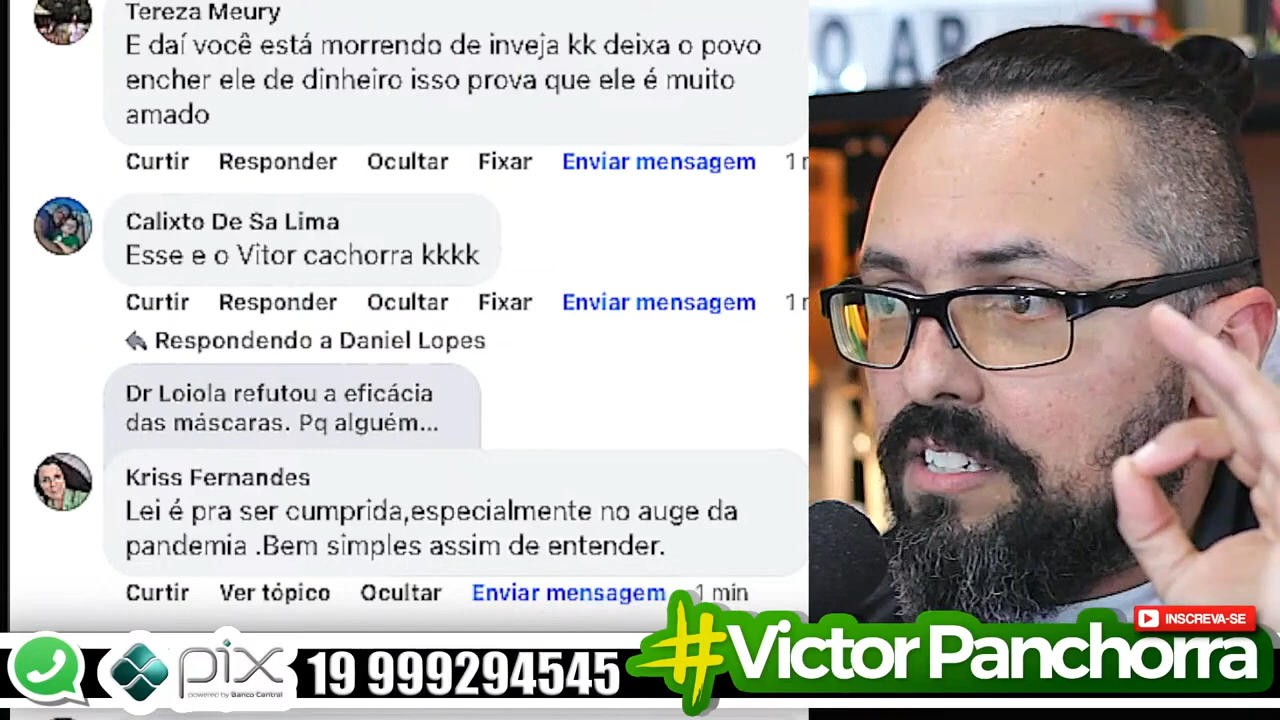 Tereza Meury
E daí você está morrendo de inveja kk deixa o povo
encher ele de dinheiro isso prova que ele é muito
amado
Curtir Responder Ocultar Fixar Enviar mensagem 1
Calixto De Sa Lima
Esse e o Vitor cachorra kkkk
Curtir Responder Ocultar Fixar Enviar mensagem 1
Respondendo a Daniel Lopes
Dr Loiola refutou a eficácia
das máscaras. Pq alguém...
Kriss Fernandes
Lei é pra ser cumprida,especialmente no auge da
pandemia .Bem simples assim de entender.
Curtir Ver tópico Ocultar Enviar mensagem 1 min
O AR
INSCREVA-SE
pix
powered by Banco Central
19 999294545
#Victor Panchorra